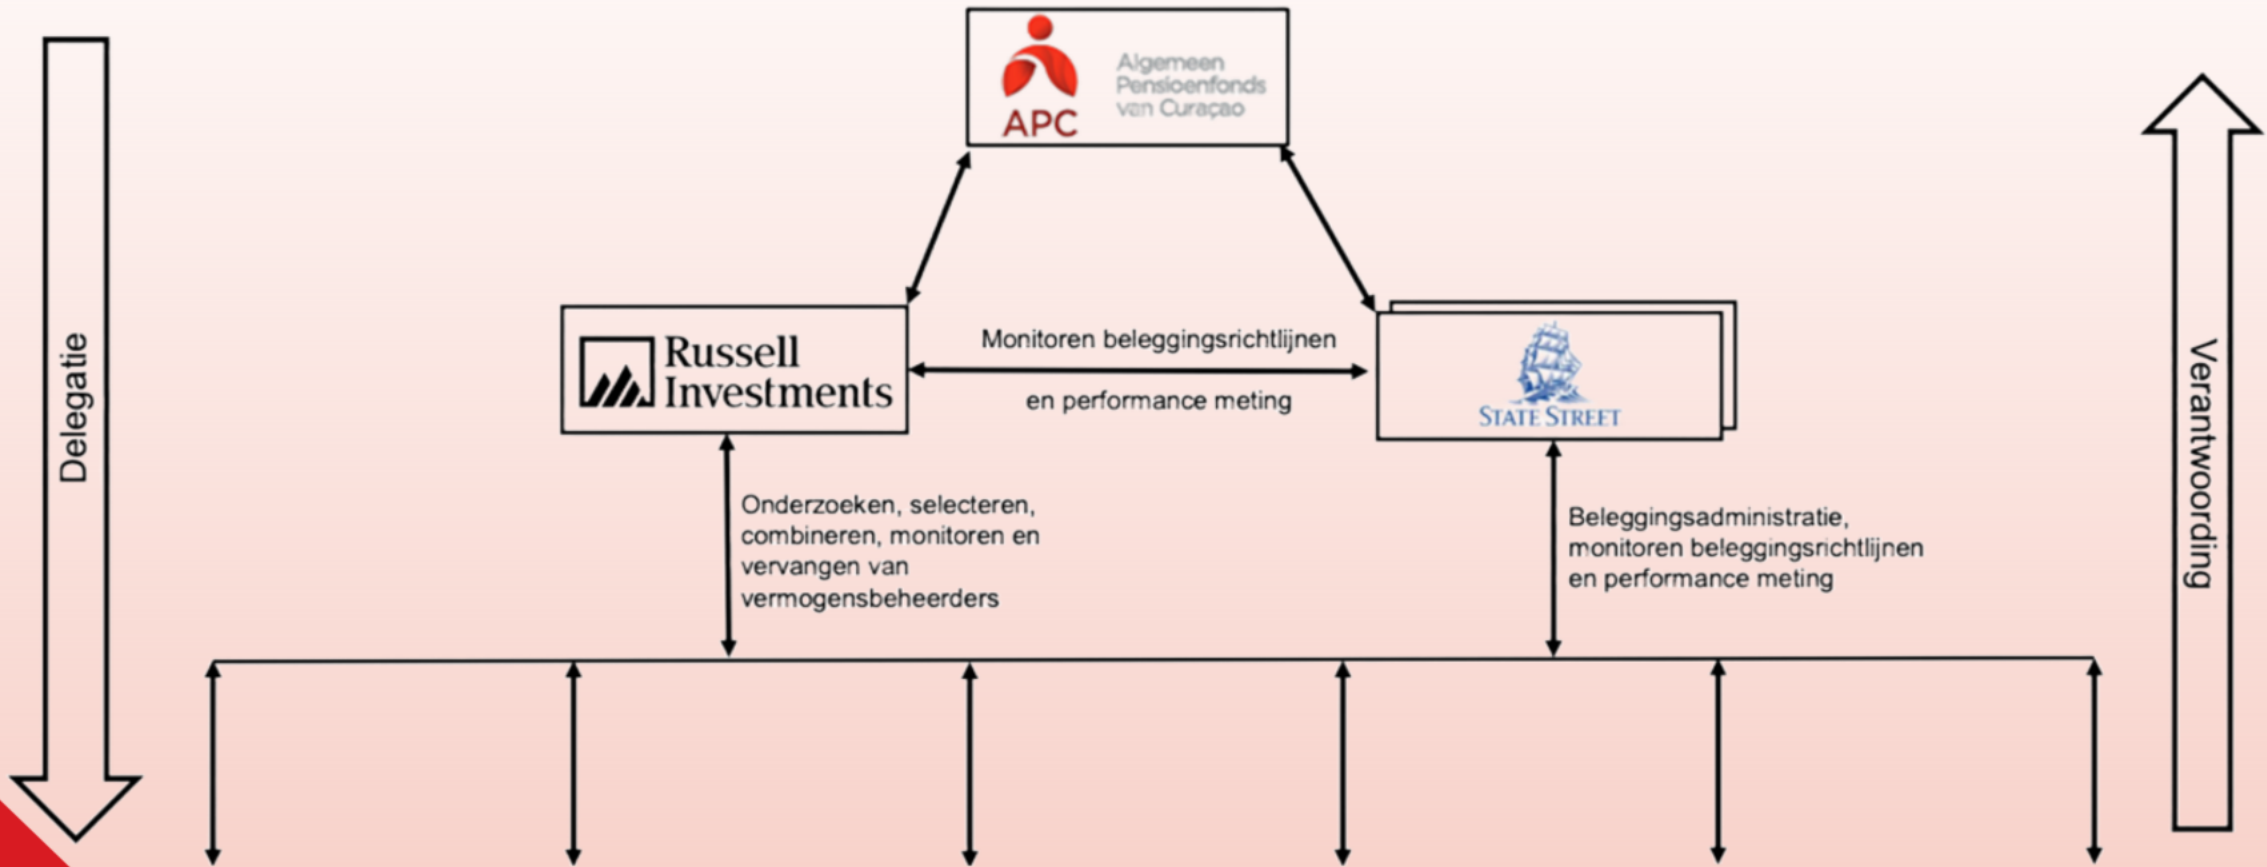 Algemeen
Pensioenfonds
van Curaçao
APC
Delegatie
Russell
Investments
Monitoren beleggingsrichtlijnen
en performance meting
STATE STREET
Verantwoording
Onderzoeken, selecteren,
combineren, monitoren en
vervangen van
vermogensbeheerders
Beleggingsadministratie,
monitoren beleggingsrichtlijnen
en performance meting